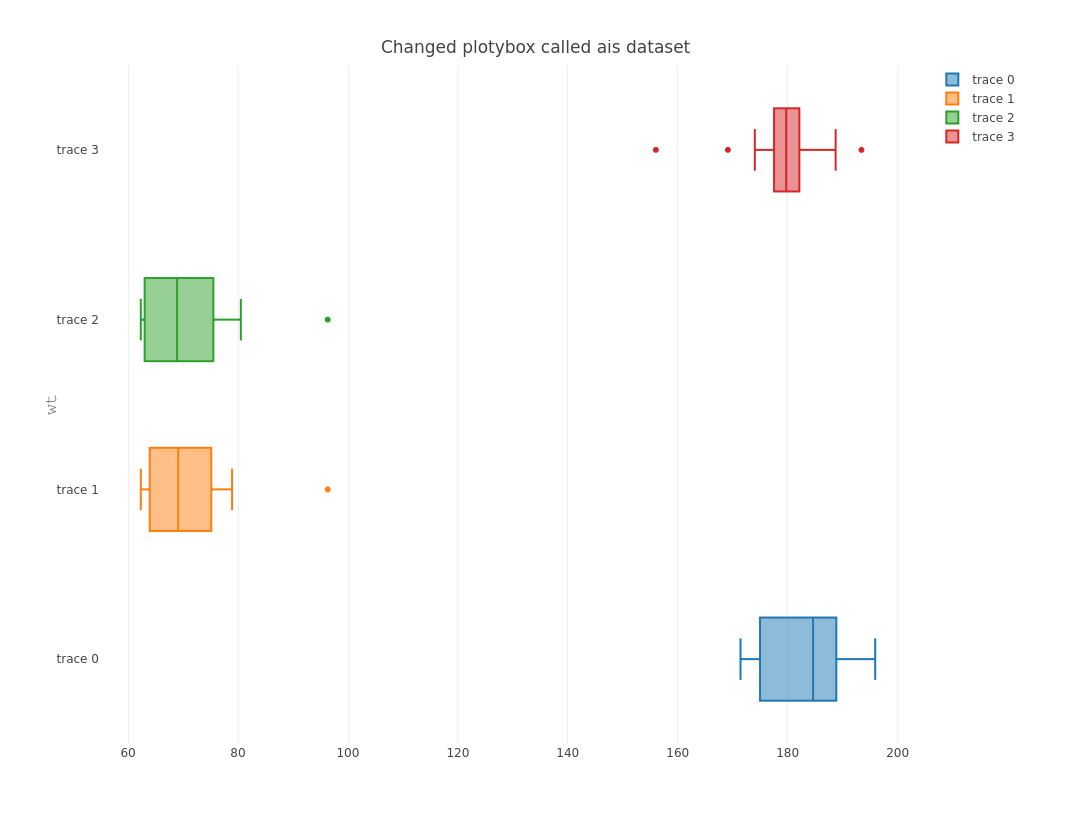 Changed plotybox called ais dataset
trace 0
trace 1
trace 2
trace 3
trace 3
trace 2
wt
trace 1
trace 0
60 80 100 120 140 160 180 200